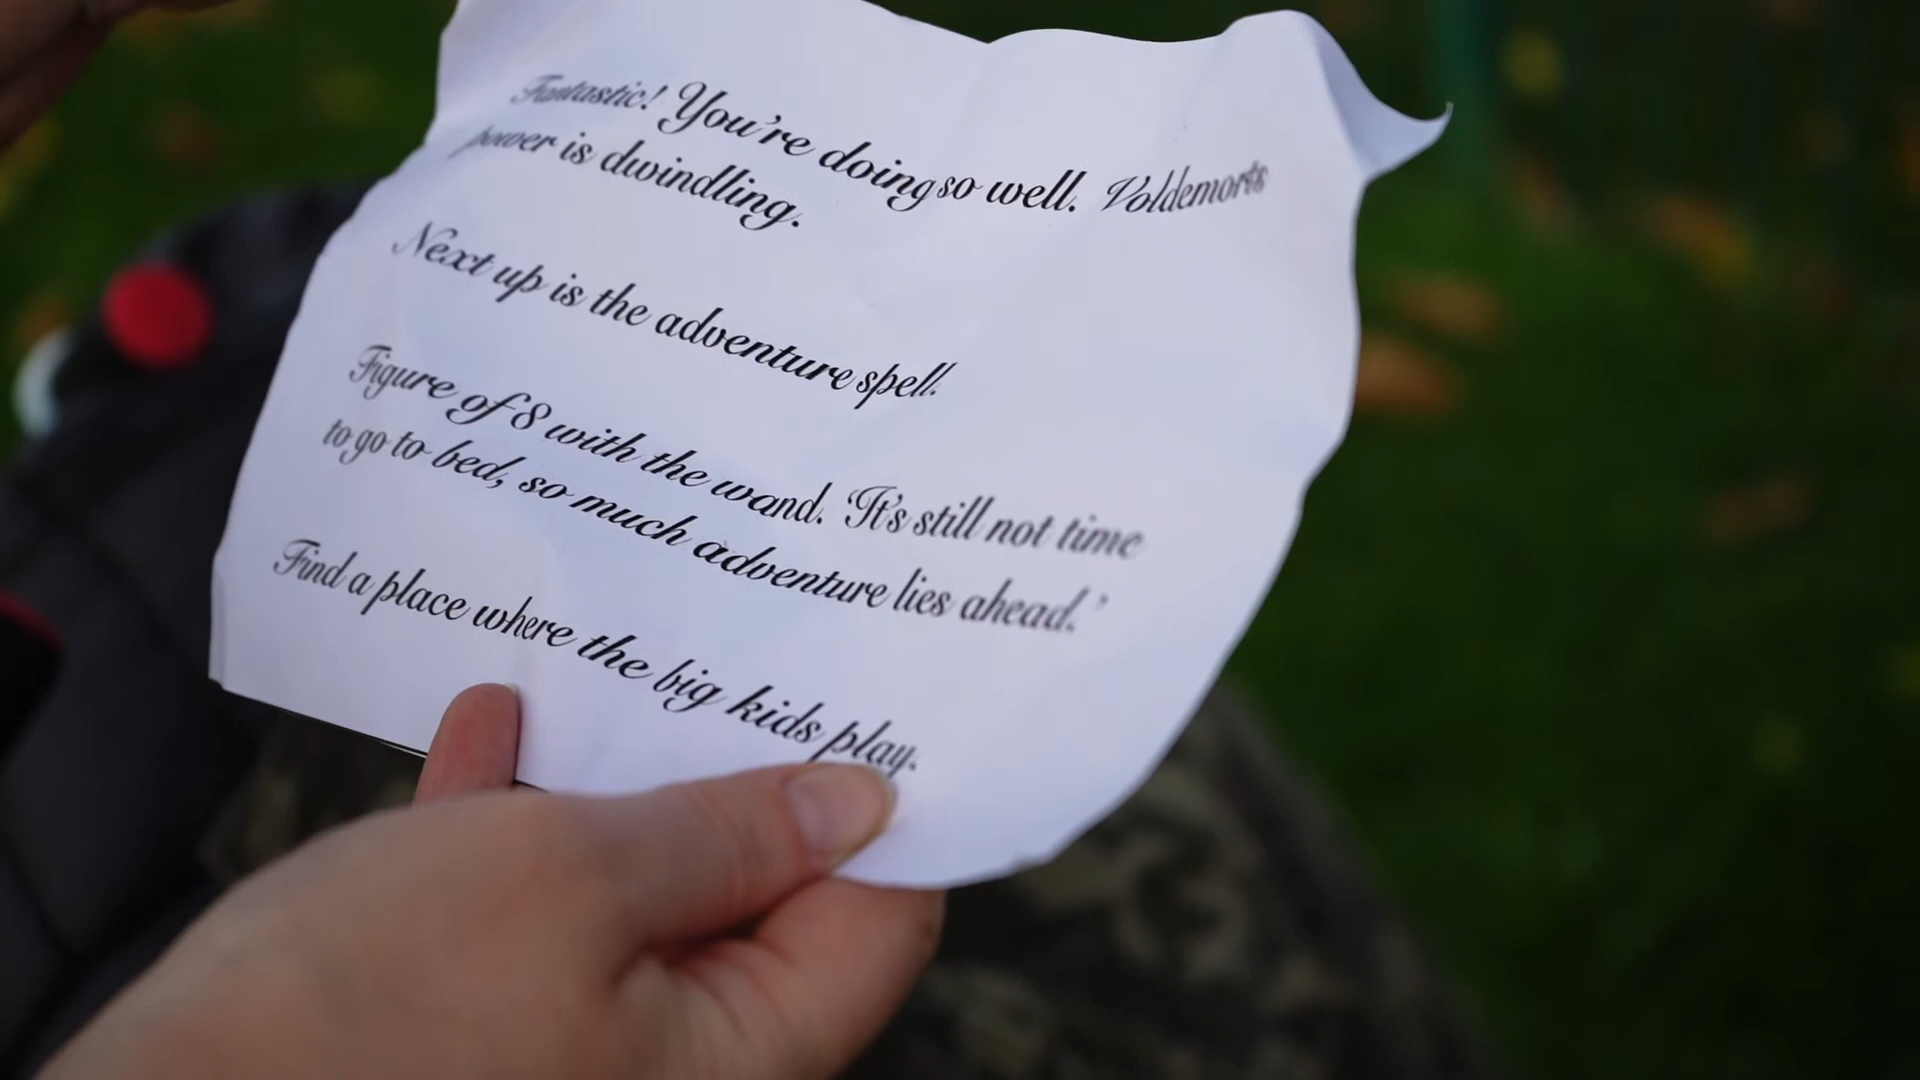 Fantastic! You're doing so well. Voldemorts
power is dwindling.
Next up is the adventure spell.
Figure of 8 with the wand. 'It's still not time
to go to bed, so much adventure lies ahead.'
Find a place where the big kids play.